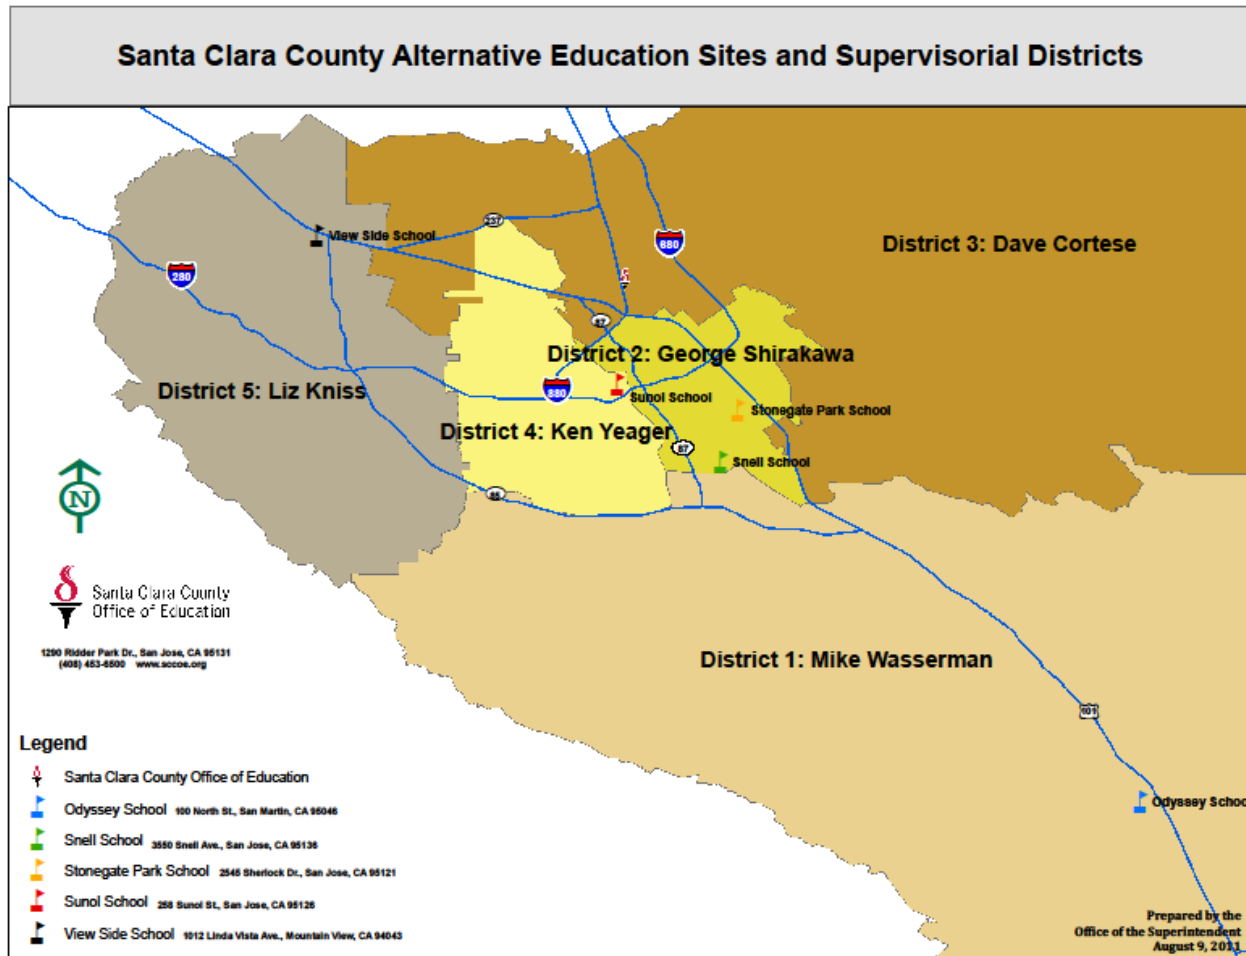 Santa Clara County Alternative Education Sites and Supervisorial Districts
237
View Side School
680
District 3: Dave Cortese
280
87
District 2: George Shirakawa
District 5: Liz Kniss
880
Sunol School
Stonegate Park School
District 4: Ken Yeager
87
Snell School
85
N
Santa Clara County
Office of Education
1290 Ridder Park Dr., San Jose, CA 95131
(408) 453-6500 www.sccoe.org
District 1: Mike Wasserman
101
Odyssey Schoo
Legend
Santa Clara County Office of Education
Odyssey School 100 North St., San Martin, CA 95046
Snell School 3550 Snell Ave., San Jose, CA 95136
Stonegate Park School 2545 Sherlock Dr., San Jose, CA 95121
Sunol School 258 Sunol St., San Jose, CA 95126
View Side School 1012 Linda Vista Ave., Mountain View, CA 94043
Prepared by the
Office of the Superintendent
August 9, 2011